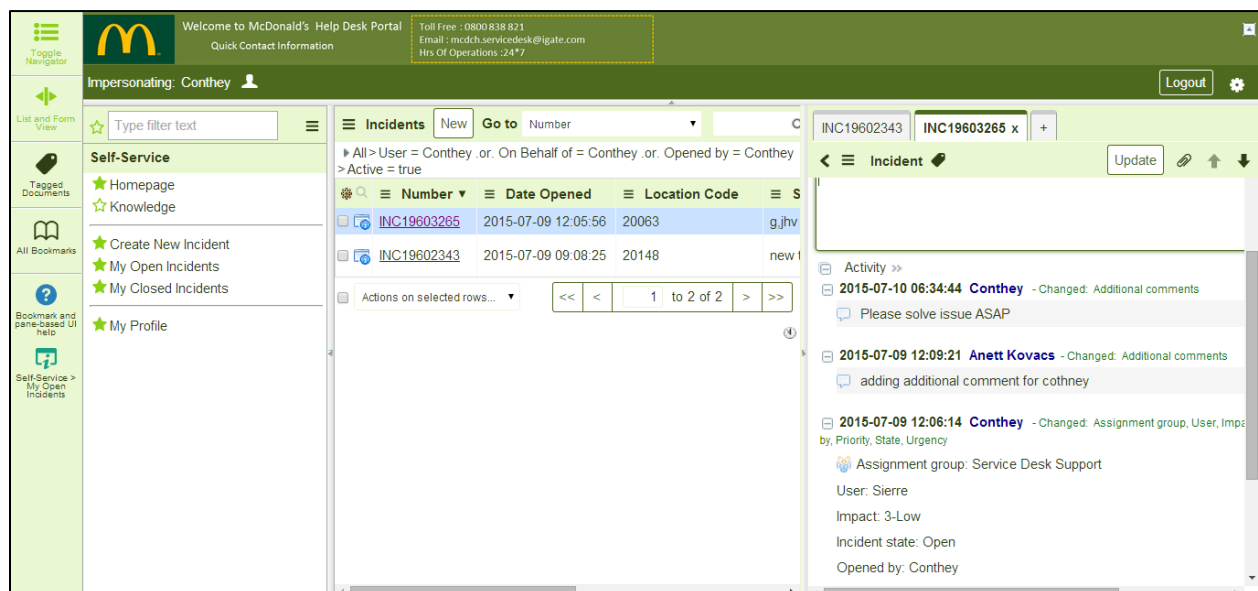 Toggle
Navigator
List and Form
View
Tagged
Documents
All Bookmarks
Bookmark and
pane-based UI
help
Self-Service >
My Open
Incidents
Welcome to McDonald's Help Desk Portal
Quick Contact Information
Toll Free : 0800 838 821
Email : mcdch.servicedesk@igate.com
Hrs Of Operations :24*7
Impersonating: Conthey
Logout
Type filter text
Self-Service
Homepage
Knowledge
Create New Incident
My Open Incidents
My Closed Incidents
My Profile
Incidents New Go to Number
All > User = Conthey .or. On Behalf of = Conthey .or. Opened by = Conthey
> Active = true
Number Date Opened Location Code S
INC19603265 2015-07-09 12:05:56 20063 g,jhv
INC19602343 2015-07-09 09:08:25 20148 new
Actions on selected rows... << < 1 to 2 of 2 > >>
INC19602343 INC19603265 x +
Incident Update
Activity >>
2015-07-10 06:34:44 Conthey - Changed: Additional comments
Please solve issue ASAP
2015-07-09 12:09:21 Anett Kovacs - Changed: Additional comments
adding additional comment for cothney
2015-07-09 12:06:14 Conthey - Changed: Assignment group, User, Impa
by, Priority, State, Urgency
Assignment group: Service Desk Support
User: Sierre
Impact: 3-Low
Incident state: Open
Opened by: Conthey